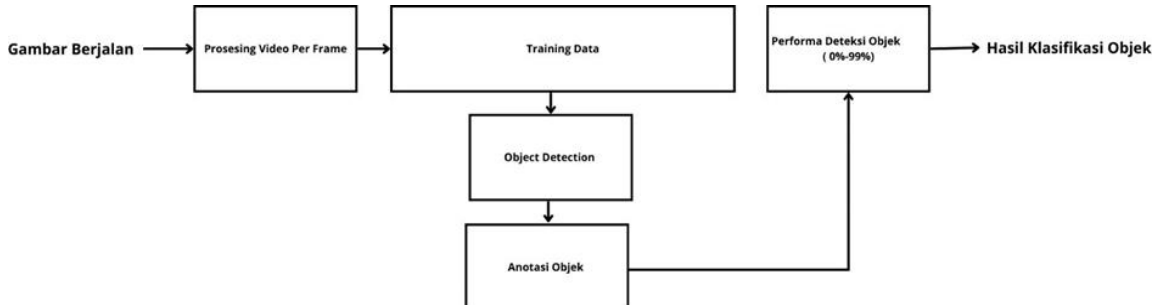 Gambar Berjalan
Prosesing Video Per Frame
Training Data
Object Detection
Anotasi Objek
Performa Deteksi Objek
( 0%-99%)
Hasil Klasifikasi Objek